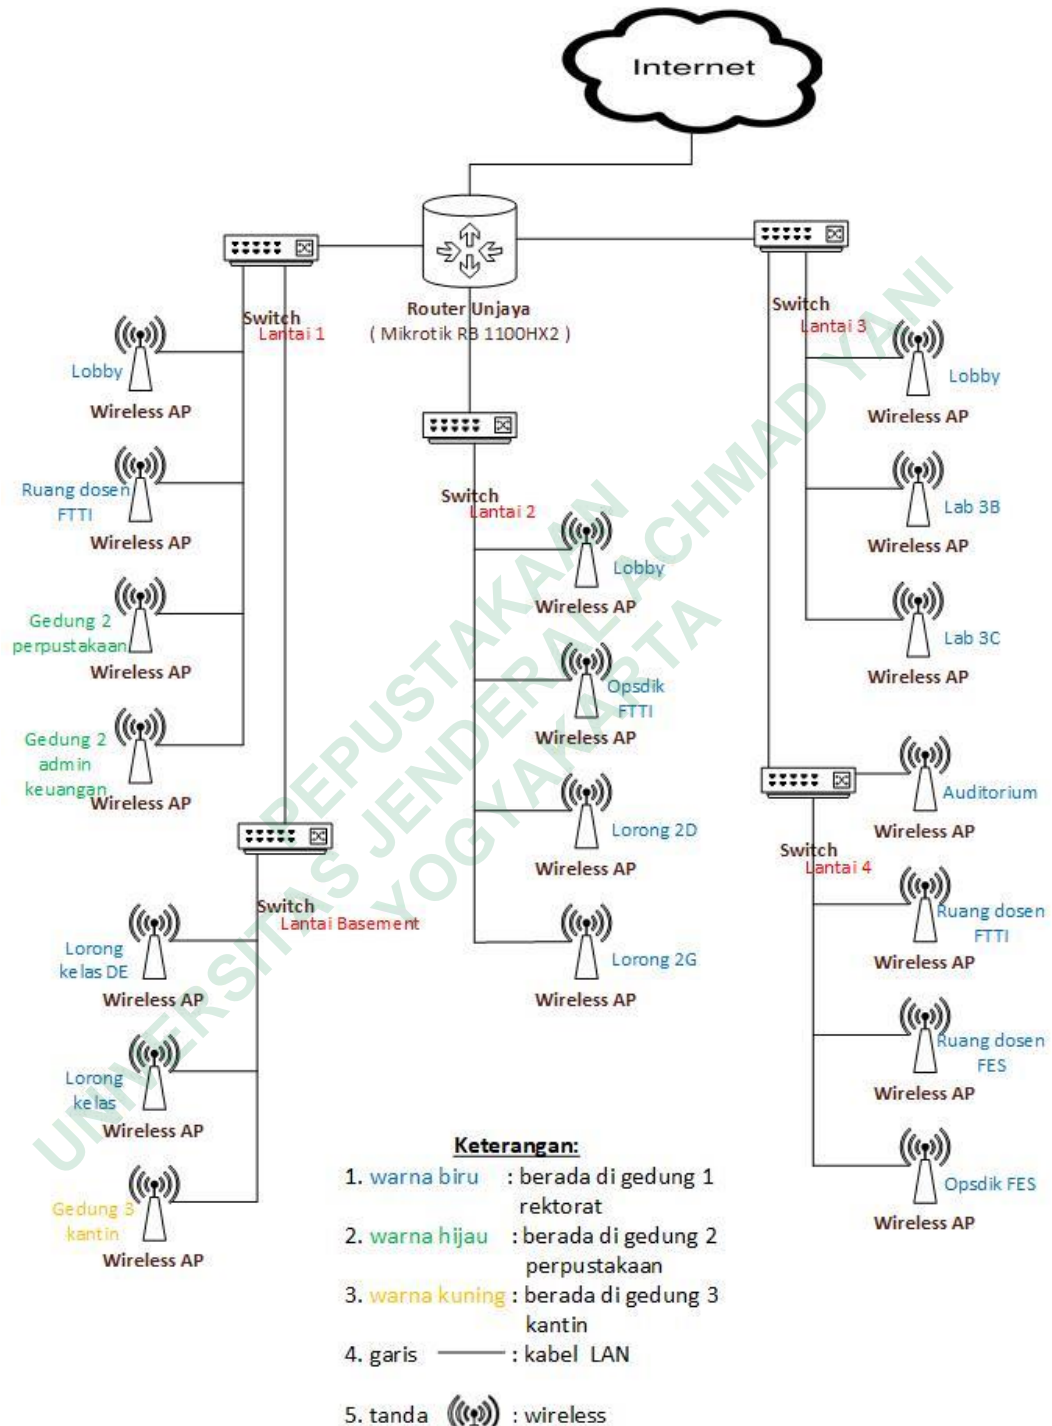 Internet
Router Unjaya
( Mikrotik RB 1100HX2 )
Switch
Lantai 1
Lobby
Wireless AP
Ruang dosen
FTTI
Wireless AP
Gedung 2
perpustakaan
Wireless AP
Gedung 2
admin
keuangan
Wireless AP
Switch
Lantai Basement
Lorong
kelas DE
Wireless AP
Lorong
kelas
Wireless AP
Gedung 3
kantin
Wireless AP
Switch
Lantai 2
Lobby
Wireless AP
Opsdik
FTTI
Wireless AP
Lorong 2D
Wireless AP
Lorong 2G
Wireless AP
Switch
Lantai 3
Lobby
Wireless AP
Lab 3B
Wireless AP
Lab 3C
Wireless AP
Switch
Lantai 4
Auditorium
Wireless AP
Ruang dosen
FTTI
Wireless AP
Ruang dosen
FES
Wireless AP
Opsdik FES
Wireless AP
Keterangan:
1. warna biru : berada di gedung 1
rektorat
2. warna hijau : berada di gedung 2
perpustakaan
3. warna kuning : berada di gedung 3
kantin
4. garis : kabel LAN
5. tanda : wireless
PEPUSTAKAAN
UNIVERSITAS JENDERAL ACHMAD YANI
YOGYAKARTA